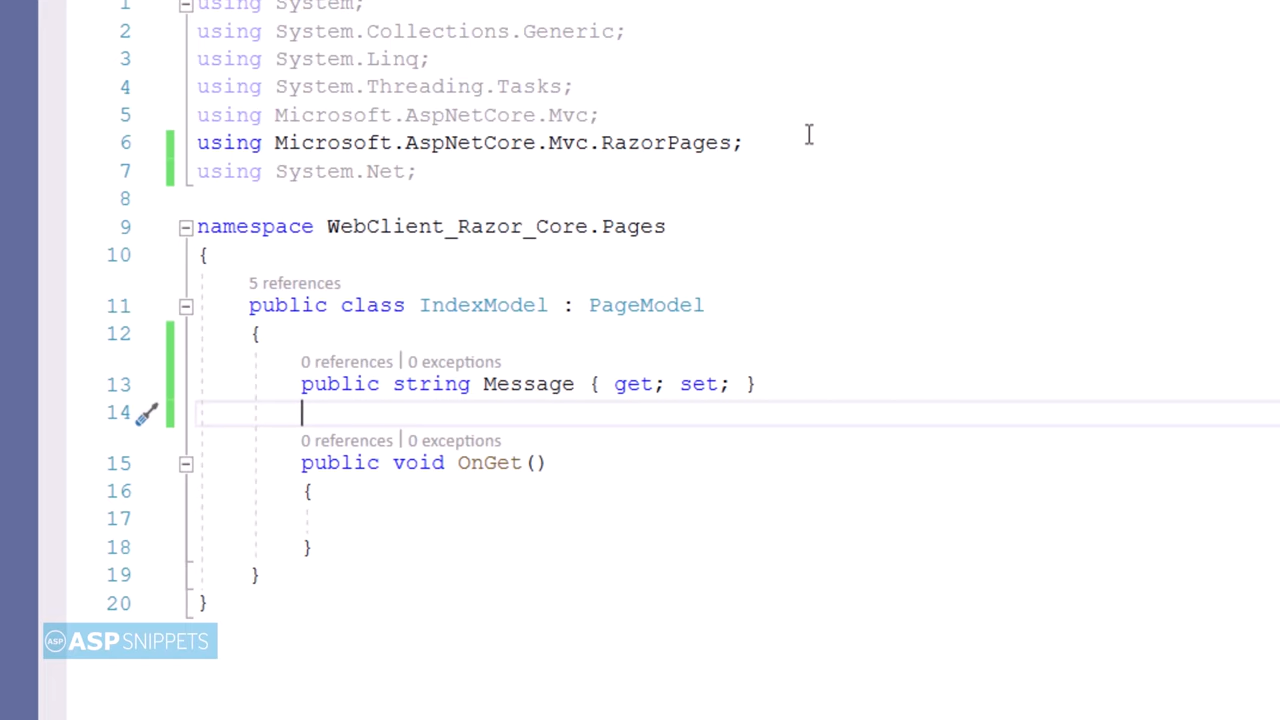 1 using System;
2 using System.Collections.Generic;
3 using System.Linq;
4 using System.Threading.Tasks;
5 using Microsoft.AspNetCore.Mvc;
6 using Microsoft.AspNetCore.Mvc.RazorPages;
7 using System.Net;
8
9 namespace WebClient_Razor_Core.Pages
10 {
5 references
11 public class IndexModel : PageModel
12 {
0 references | 0 exceptions
13 public string Message { get; set; }
14
0 references | 0 exceptions
15 public void OnGet()
16 {
17
18 }
19 }
20 }
ASP ASPSNIPPETS